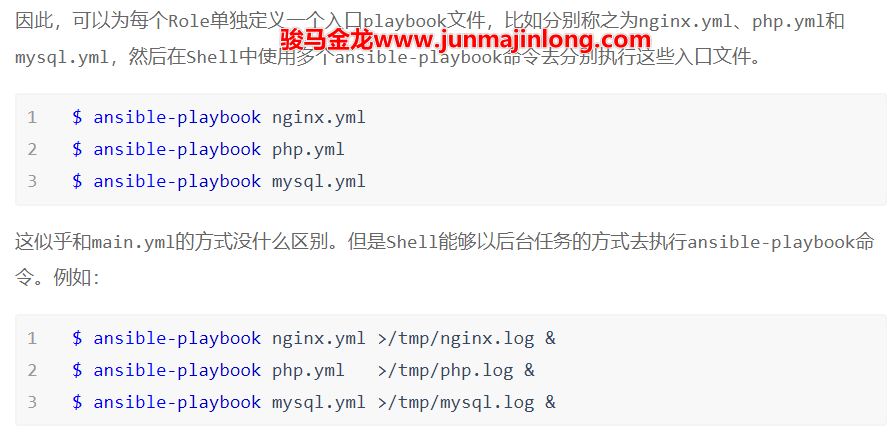 因此，可以为每个Role单独定义一个入口playbook文件，比如分别称之为nginx.yml、php.yml和
骏马金龙www.junmajinlong.com
mysql.yml，然后在Shell中使用多个ansible-playbook命令去分别执行这些入口文件。
1 $ ansible-playbook nginx.yml
2 $ ansible-playbook php.yml
3 $ ansible-playbook mysql.yml
这似乎和main.yml的方式没什么区别。但是Shell能够以后台任务的方式去执行ansible-playbook命
令。例如：
1 $ ansible-playbook nginx.yml >/tmp/nginx.log &
2 $ ansible-playbook php.yml   >/tmp/php.log &
3 $ ansible-playbook mysql.yml >/tmp/mysql.log &